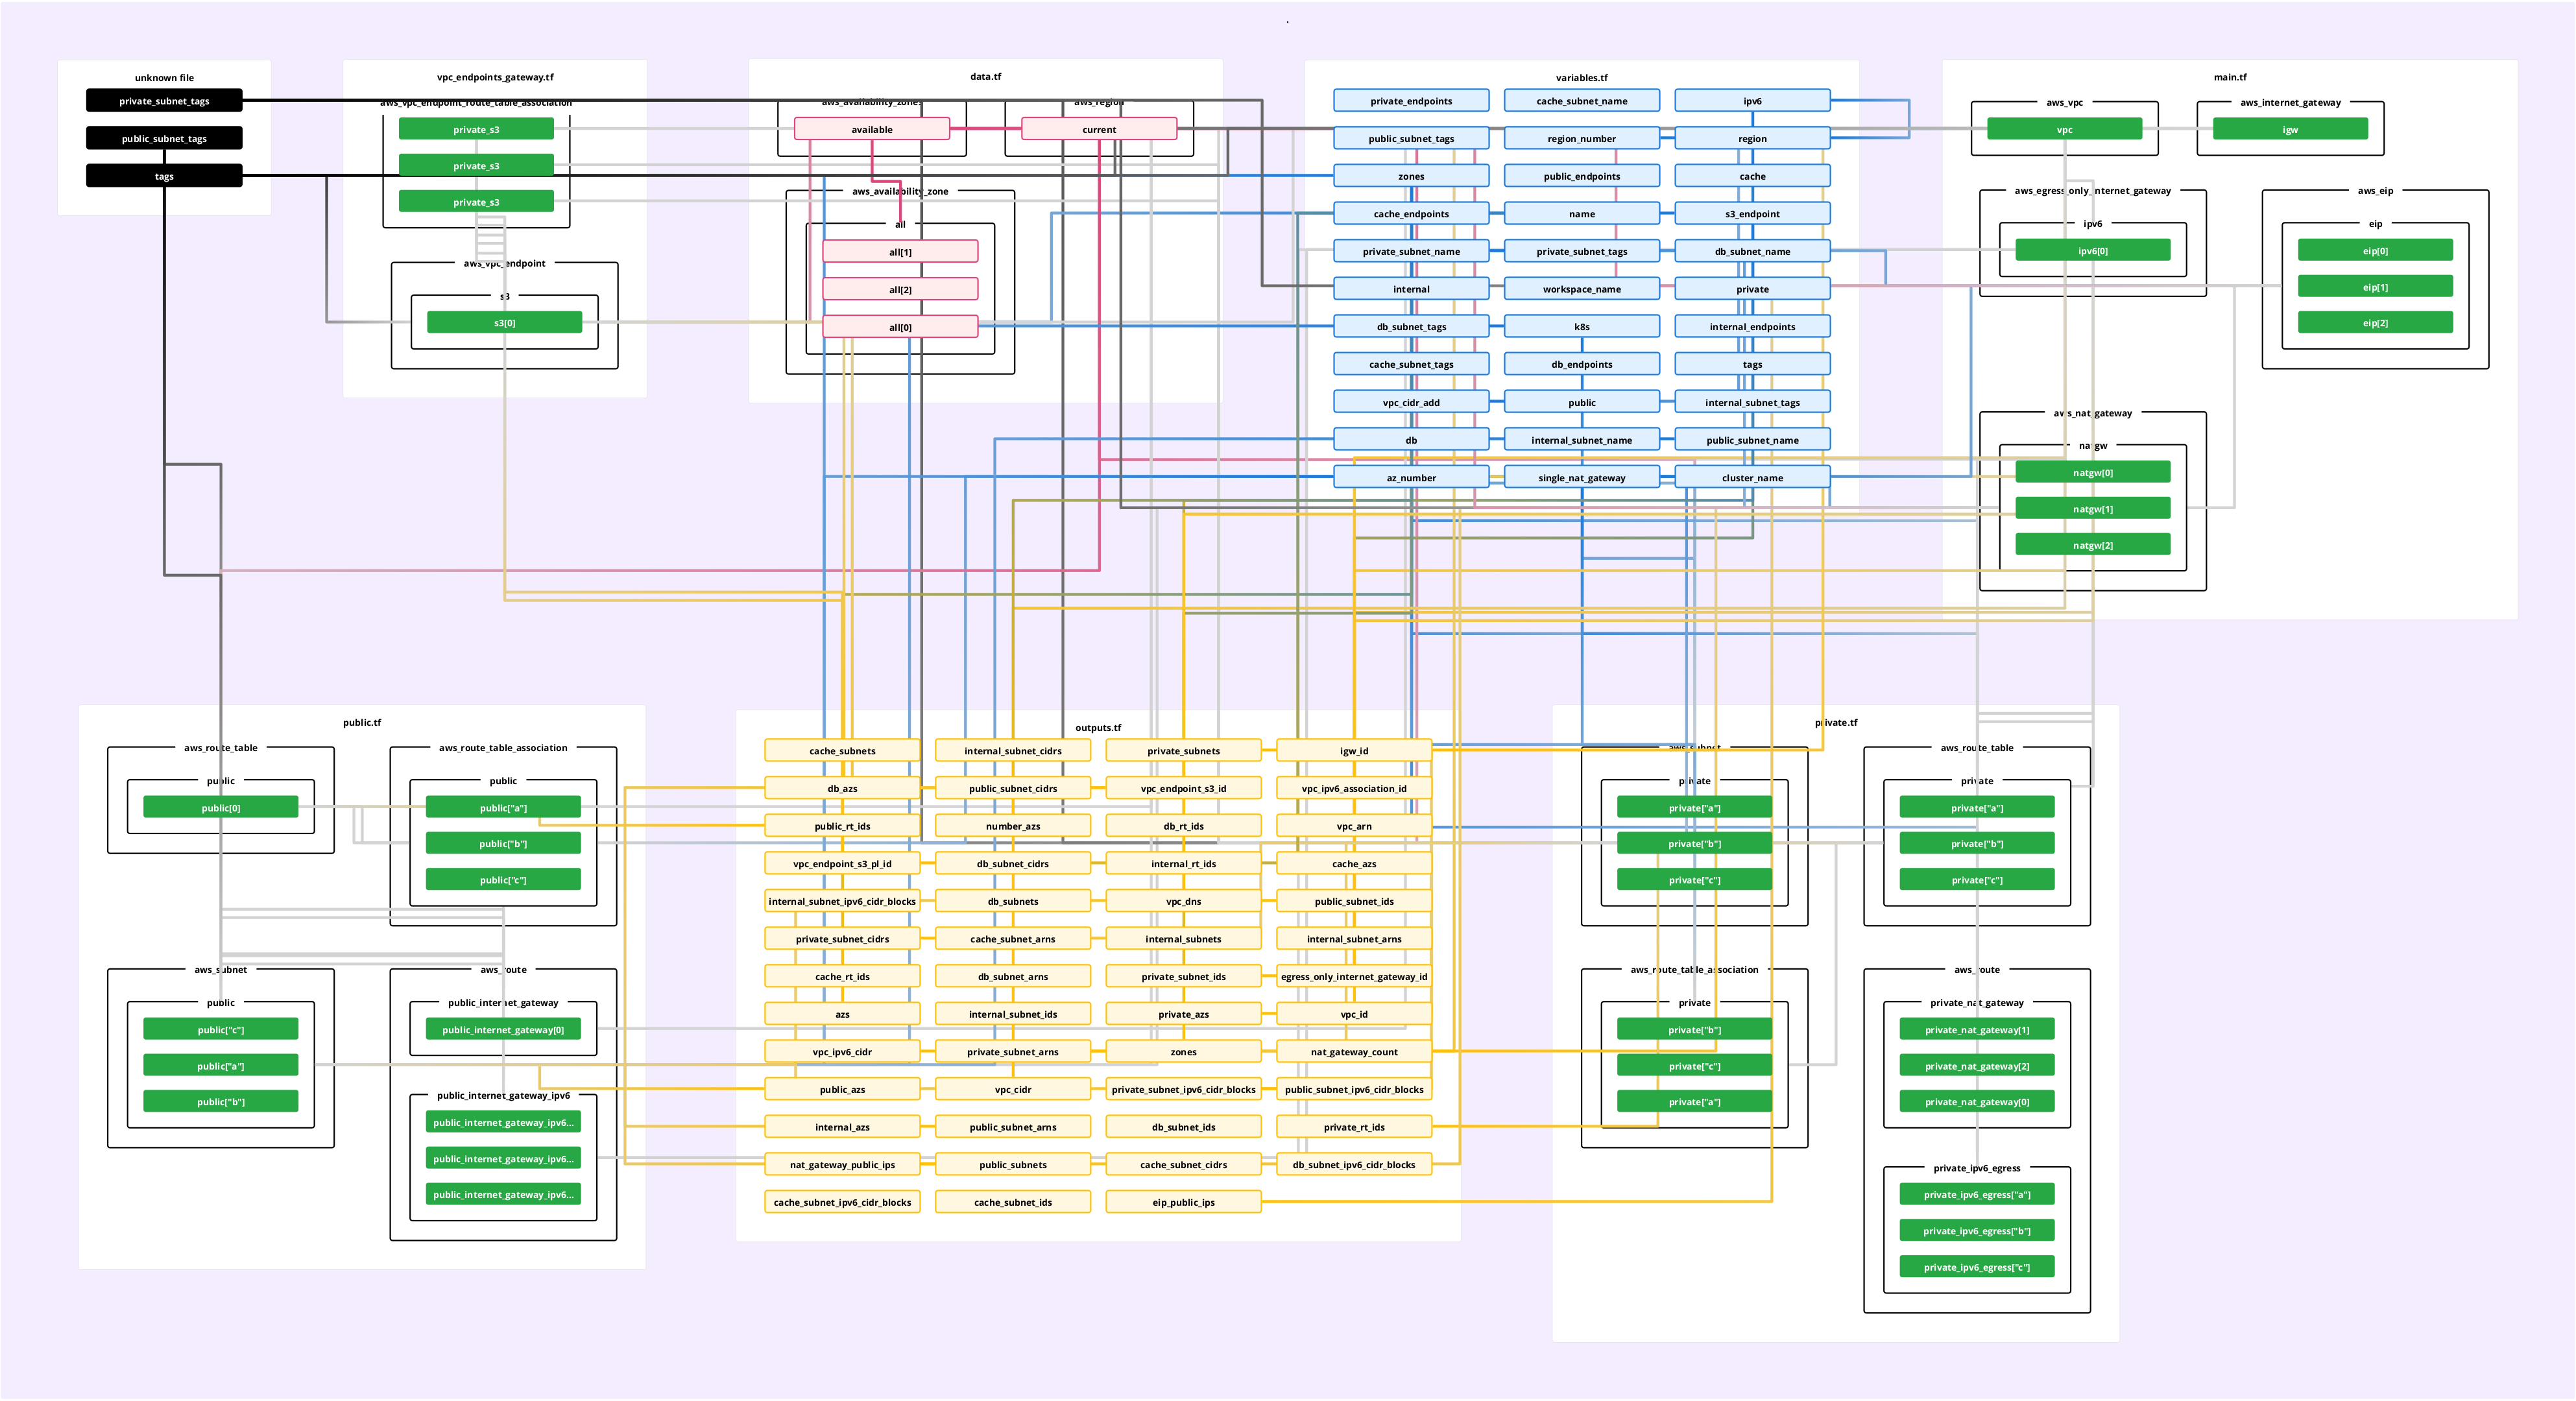 .
unknown file
private_subnet_tags
public_subnet_tags
tags
vpc_endpoints_gateway.tf
aws_vpc_endpoint_route_table_association
private_s3
private_s3
private_s3
aws_vpc_endpoint
s3
s3[0]
data.tf
aws_availability_zones
available
aws_region
current
aws_availability_zone
all
all[1]
all[2]
all[0]
variables.tf
private_endpoints cache_subnet_name ipv6
public_subnet_tags region_number region
zones public_endpoints cache
cache_endpoints name s3_endpoint
private_subnet_name private_subnet_tags db_subnet_name
internal workspace_name private
db_subnet_tags k8s internal_endpoints
cache_subnet_tags db_endpoints tags
vpc_cidr_add public internal_subnet_tags
db internal_subnet_name public_subnet_name
az_number single_nat_gateway cluster_name
main.tf
aws_vpc
vpc
aws_internet_gateway
igw
aws_egress_only_internet_gateway
ipv6
ipv6[0]
aws_eip
eip
eip[0]
eip[1]
eip[2]
aws_nat_gateway
natgw
natgw[0]
natgw[1]
natgw[2]
public.tf
aws_route_table
public
public[0]
aws_route_table_association
public
public["a"]
public["b"]
public["c"]
aws_subnet
public
public["c"]
public["a"]
public["b"]
aws_route
public_internet_gateway
public_internet_gateway[0]
public_internet_gateway_ipv6
public_internet_gateway_ipv6...
public_internet_gateway_ipv6...
public_internet_gateway_ipv6...
outputs.tf
cache_subnets internal_subnet_cidrs private_subnets igw_id
db_azs public_subnet_cidrs vpc_endpoint_s3_id vpc_ipv6_association_id
public_rt_ids number_azs db_rt_ids vpc_arn
vpc_endpoint_s3_pl_id db_subnet_cidrs internal_rt_ids cache_azs
internal_subnet_ipv6_cidr_blocks db_subnets vpc_dns public_subnet_ids
private_subnet_cidrs cache_subnet_arns internal_subnets internal_subnet_arns
cache_rt_ids db_subnet_arns private_subnet_ids egress_only_internet_gateway_id
azs internal_subnet_ids private_azs vpc_id
vpc_ipv6_cidr private_subnet_arns zones nat_gateway_count
public_azs vpc_cidr private_subnet_ipv6_cidr_blocks public_subnet_ipv6_cidr_blocks
internal_azs public_subnet_arns db_subnet_ids private_rt_ids
nat_gateway_public_ips public_subnets cache_subnet_cidrs db_subnet_ipv6_cidr_blocks
cache_subnet_ipv6_cidr_blocks cache_subnet_ids eip_public_ips
private.tf
aws_subnet
private
private["a"]
private["b"]
private["c"]
aws_route_table
private
private["a"]
private["b"]
private["c"]
aws_route_table_association
private
private["b"]
private["c"]
private["a"]
aws_route
private_nat_gateway
private_nat_gateway[1]
private_nat_gateway[2]
private_nat_gateway[0]
private_ipv6_egress
private_ipv6_egress["a"]
private_ipv6_egress["b"]
private_ipv6_egress["c"]